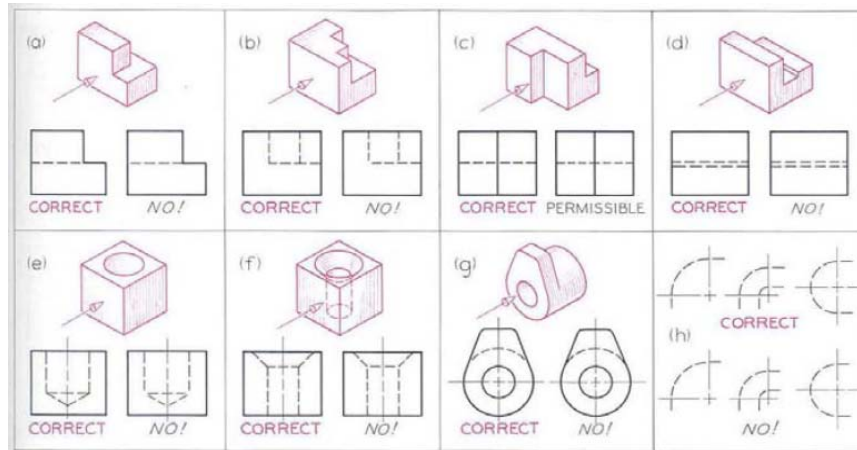 (a)
CORRECT NO!
(b)
CORRECT NO!
(c)
CORRECT PERMISSIBLE
(d)
CORRECT NO!
(e)
CORRECT NO!
(f)
CORRECT NO!
(g)
CORRECT NO!
CORRECT
(h)
NO!